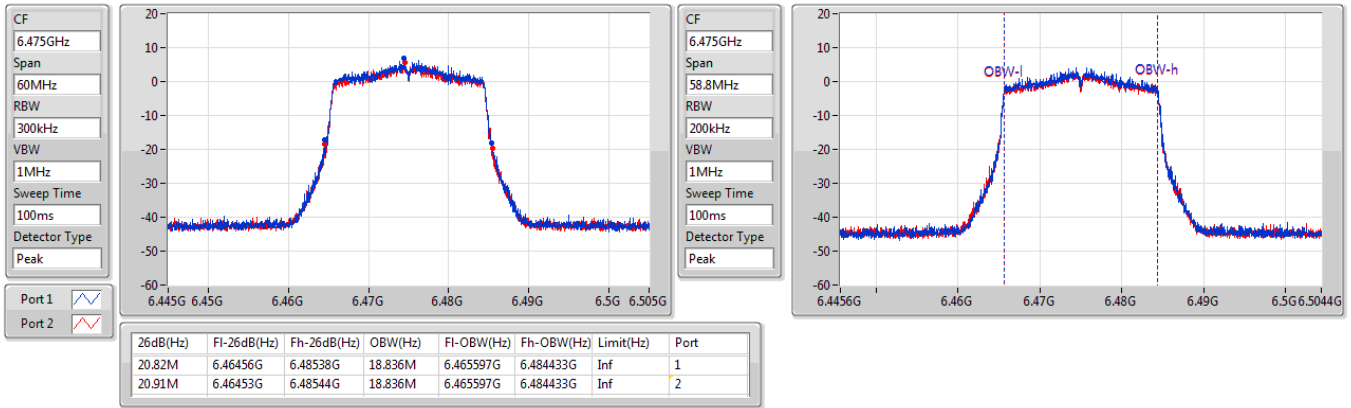 CF
6.475GHz
Span
60MHz
RBW
300kHz
VBW
1MHz
Sweep Time
100ms
Detector Type
Peak
Port 1
Port 2
20
10
0
-10
-20
-30
-40
-50
-60
6.445G 6.45G 6.46G 6.47G 6.48G 6.49G 6.5G 6.505G
CF
6.475GHz
Span
58.8MHz
RBW
200kHz
VBW
1MHz
Sweep Time
100ms
Detector Type
Peak
20
10
0
-10
-20
-30
-40
-50
-60
OBW-l OBW-h
6.4456G 6.46G 6.47G 6.48G 6.49G 6.5G 6.5044G
26dB(Hz) Fl-26dB(Hz) Fh-26dB(Hz) OBW(Hz) Fl-OBW(Hz) Fh-OBW(Hz) Limit(Hz) Port
20.82M 6.46456G 6.48538G 18.836M 6.465597G 6.484433G Inf 1
20.91M 6.46453G 6.48544G 18.836M 6.465597G 6.484433G Inf 2